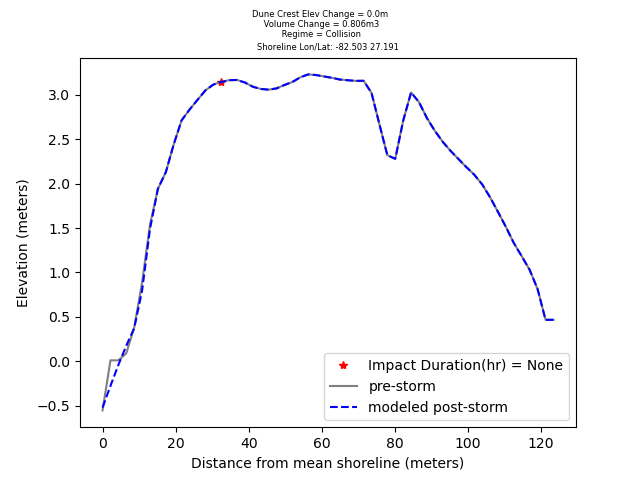 Dune Crest Elev Change = 0.0m
Volume Change = 0.806m3
Regime = Collision
Shoreline Lon/Lat: -82.503 27.191
Elevation (meters)
3.0
2.5
2.0
1.5
1.0
0.5
0.0
−0.5
Impact Duration(hr) = None
pre-storm
modeled post-storm
0 20 40 60 80 100 120
Distance from mean shoreline (meters)